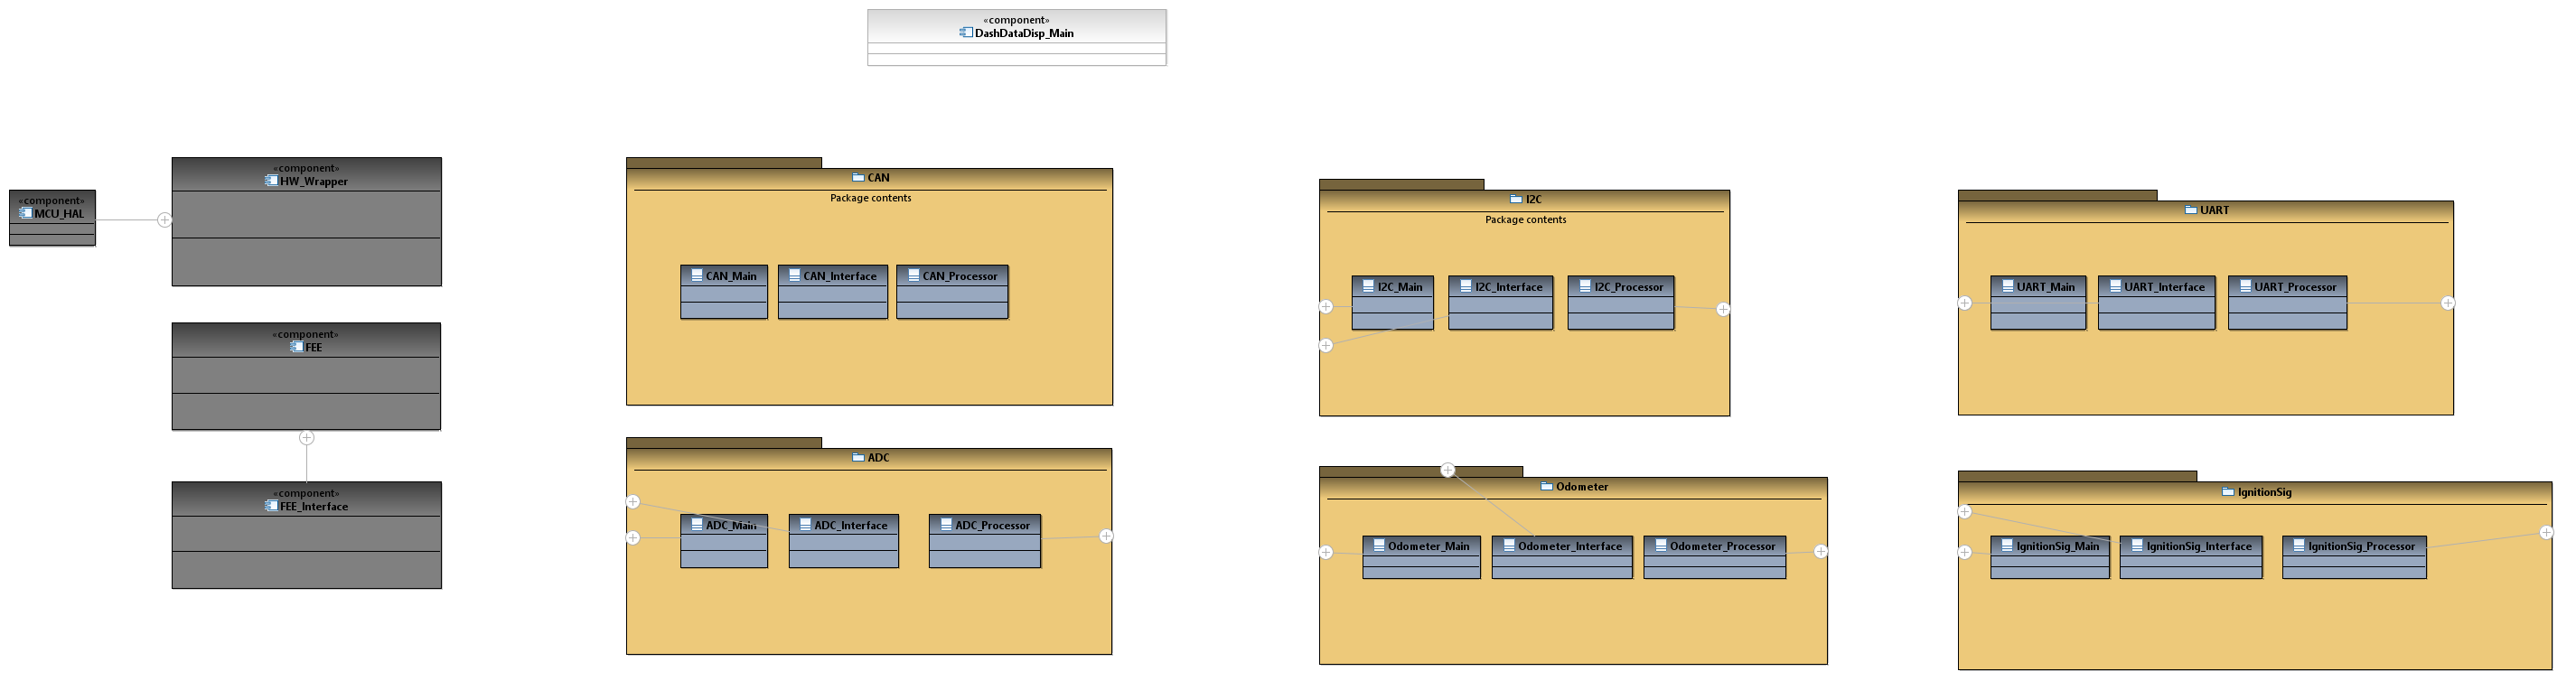 «component»
DashDataDisp_Main
«component»
HW_Wrapper
«component»
MCU_HAL
«component»
FEE
«component»
FEE_Interface
CAN
Package contents
CAN_Main
CAN_Interface
CAN_Processor
ADC
ADC_Main
ADC_Interface
ADC_Processor
I2C
Package contents
I2C_Main
I2C_Interface
I2C_Processor
Odometer
Odometer_Main
Odometer_Interface
Odometer_Processor
UART
UART_Main
UART_Interface
UART_Processor
IgnitionSig
IgnitionSig_Main
IgnitionSig_Interface
IgnitionSig_Processor